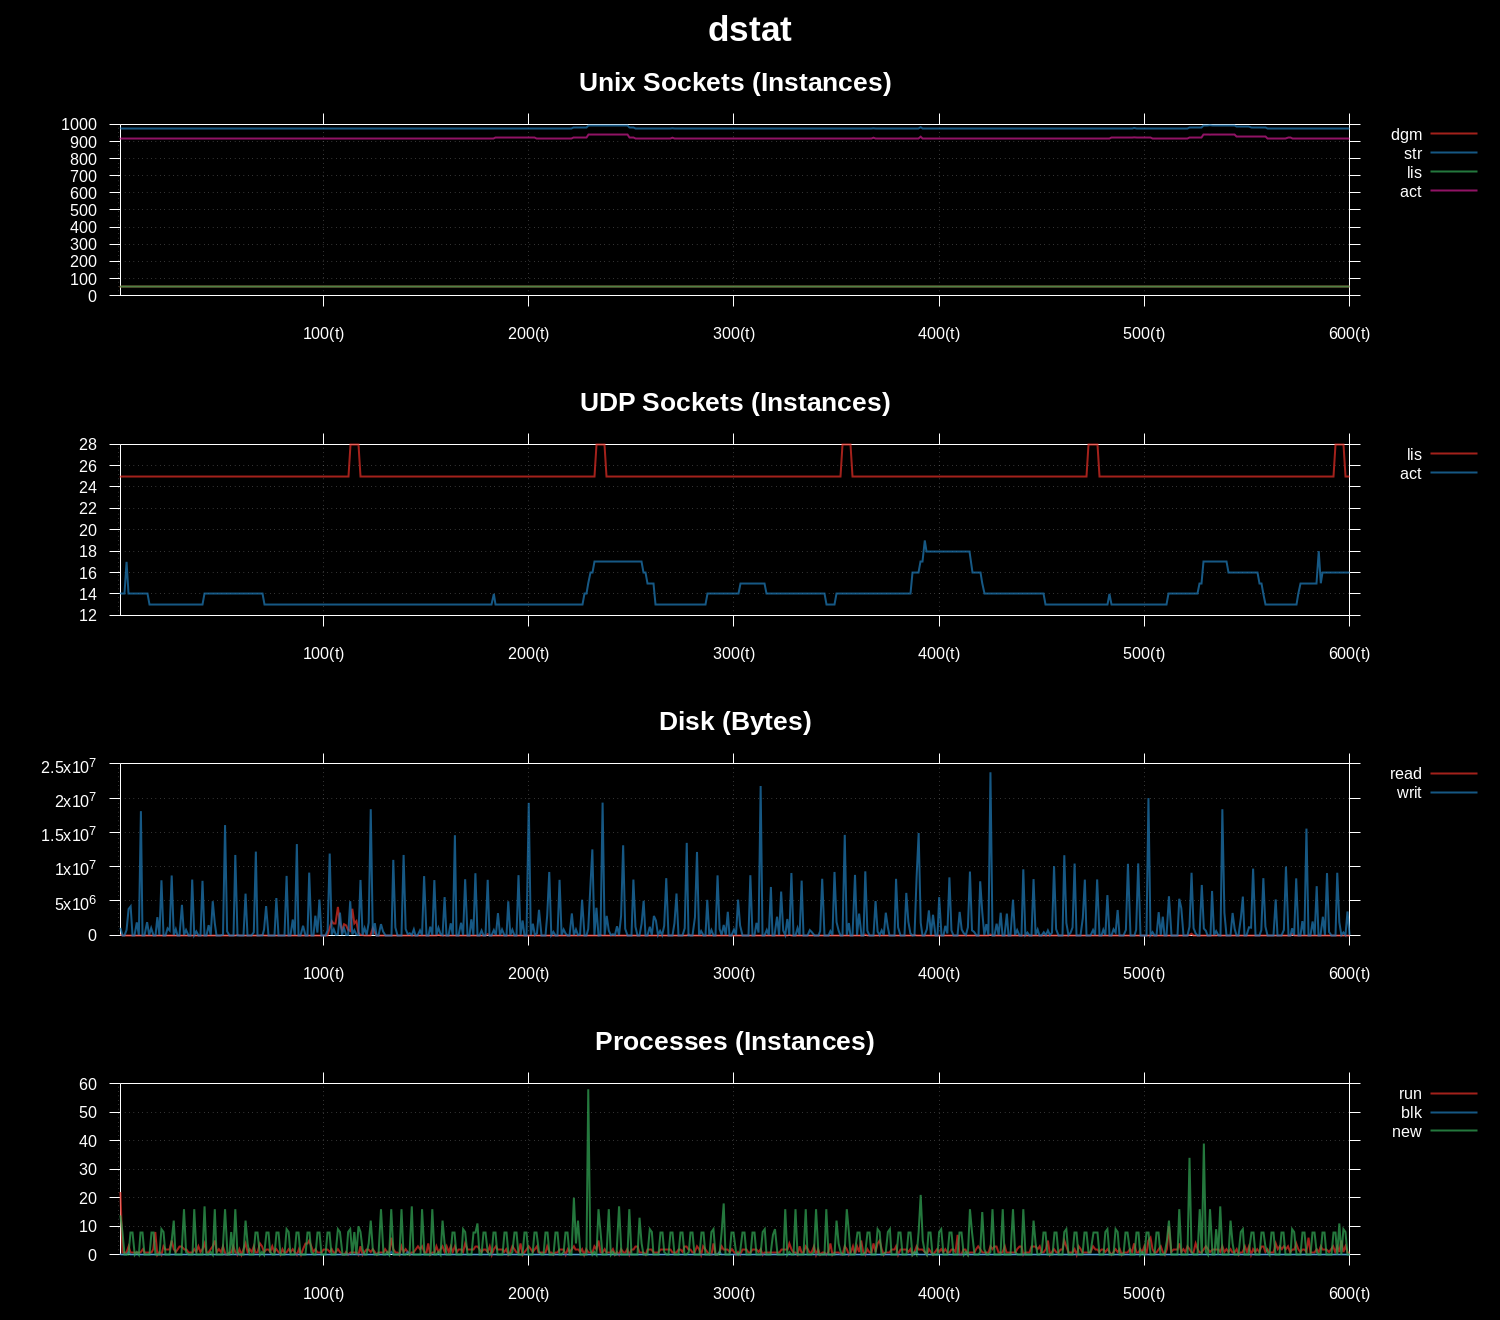 dstat
Unix Sockets (Instances)
1000
900
800
700
600
500
400
300
200
100
0
100(t) 200(t) 300(t) 400(t) 500(t) 600(t)
dgm
str
lis
act
UDP Sockets (Instances)
28
26
24
22
20
18
16
14
12
100(t) 200(t) 300(t) 400(t) 500(t) 600(t)
lis
act
Disk (Bytes)
2.5x10⁷
2x10⁷
1.5x10⁷
1x10⁷
5x10⁶
0
100(t) 200(t) 300(t) 400(t) 500(t) 600(t)
read
writ
Processes (Instances)
60
50
40
30
20
10
0
100(t) 200(t) 300(t) 400(t) 500(t) 600(t)
run
blk
new